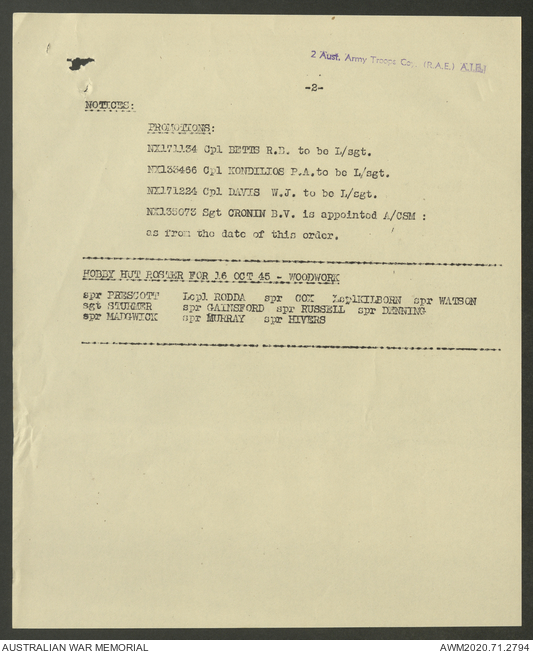 2 Aust. Army Troops Coy. (R.A.E.) A.I.F.
-2-
NOTICES:
PROMOTIONS:
NX171134 Cpl BETTS R.D. to be L/sgt.
NX133466 Cpl KONDILIOS P.A.to be L/sgt.
NX171224 Cpl DAVIS W.J. to be L/sgt.
NX135073 Sgt CRONIN B.V. is appointed A/CSM :
as from the date of this order.
HOBBY HUT ROSTER FOR 16 OCT 45 - WOODWORK
spr PRESCOTT Lcpl RODDA spr COX LcplKILBORN spr WATSON
sgt STUMMER spr GAINSFORD spr RUSSELL spr DENNING
spr MADGWICK spr MURRAY spr HIVERS
AUSTRALIAN WAR MEMORIAL AWM2020.71.2794